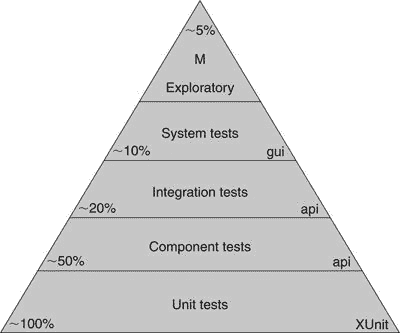 ~5%
M
Exploratory
System tests
~10%
gui
Integration tests
~20%
api
Component tests
~50%
api
Unit tests
~100%
XUnit